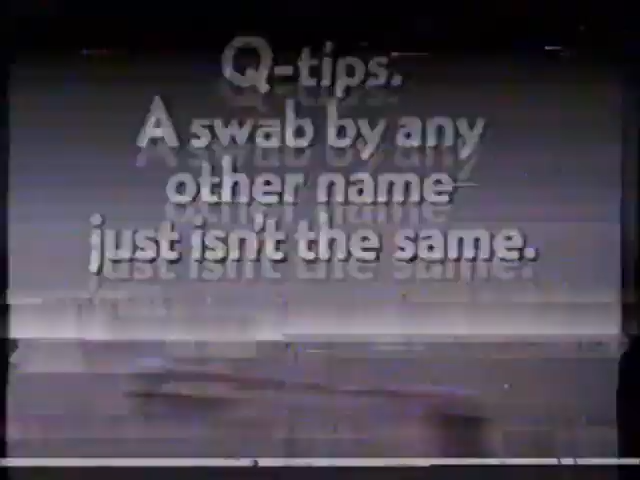 Q-tips.
A swab by any
other name
just isn't the same.